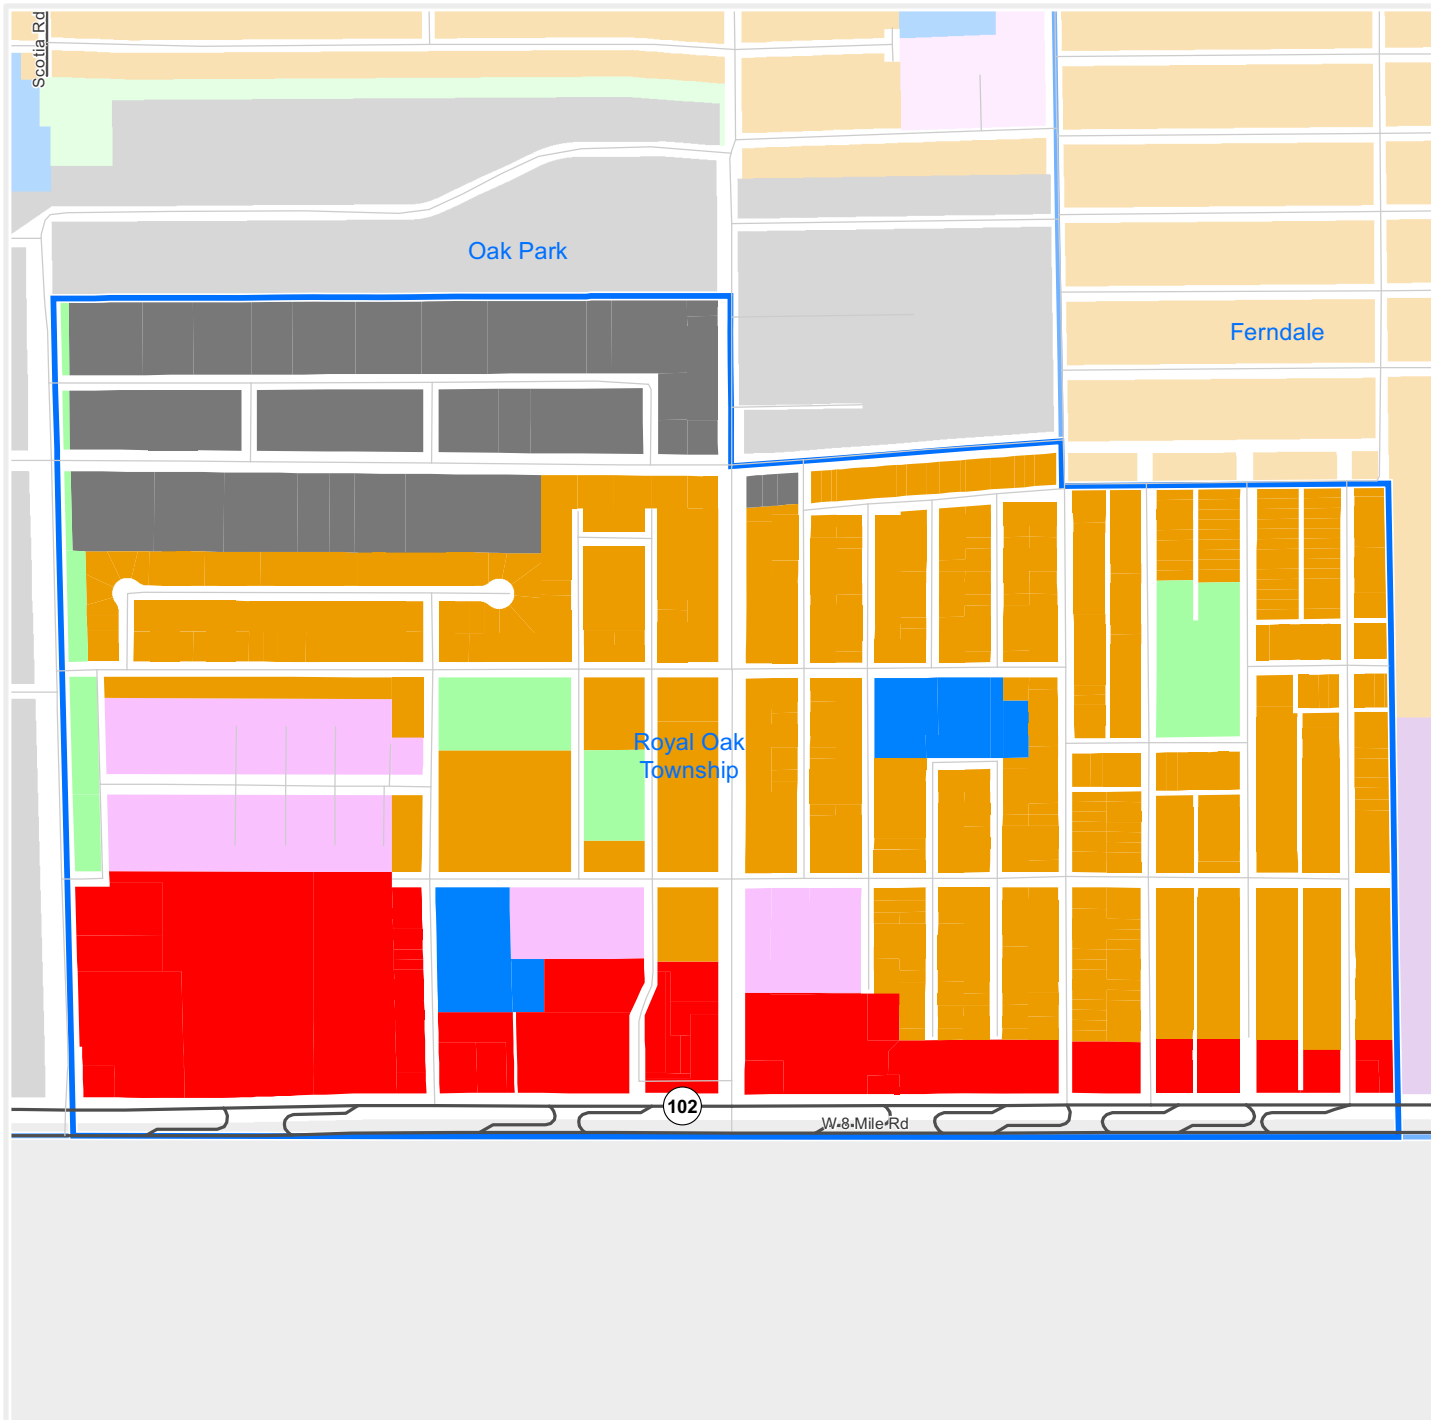 Scotia Rd
Oak Park
Ferndale
Royal Oak
Township
102
W 8 Mile Rd